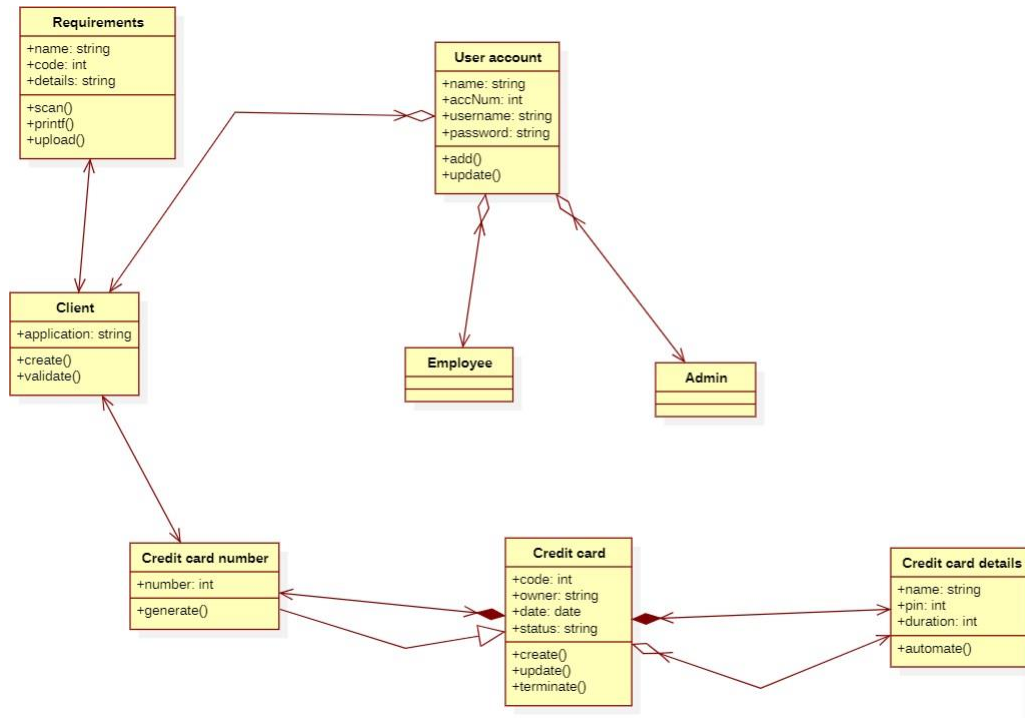 Requirements
+name: string
+code: int
+details: string
+scan()
+printf()
+upload()
User account
+name: string
+accNum: int
+username: string
+password: string
+add()
+update()
Client
+application: string
+create()
+validate()
Employee
Admin
Credit card number
+number: int
+generate()
Credit card
+code: int
+owner: string
+date: date
+status: string
+create()
+update()
+terminate()
Credit card details
+name: string
+pin: int
+duration: int
+automate()